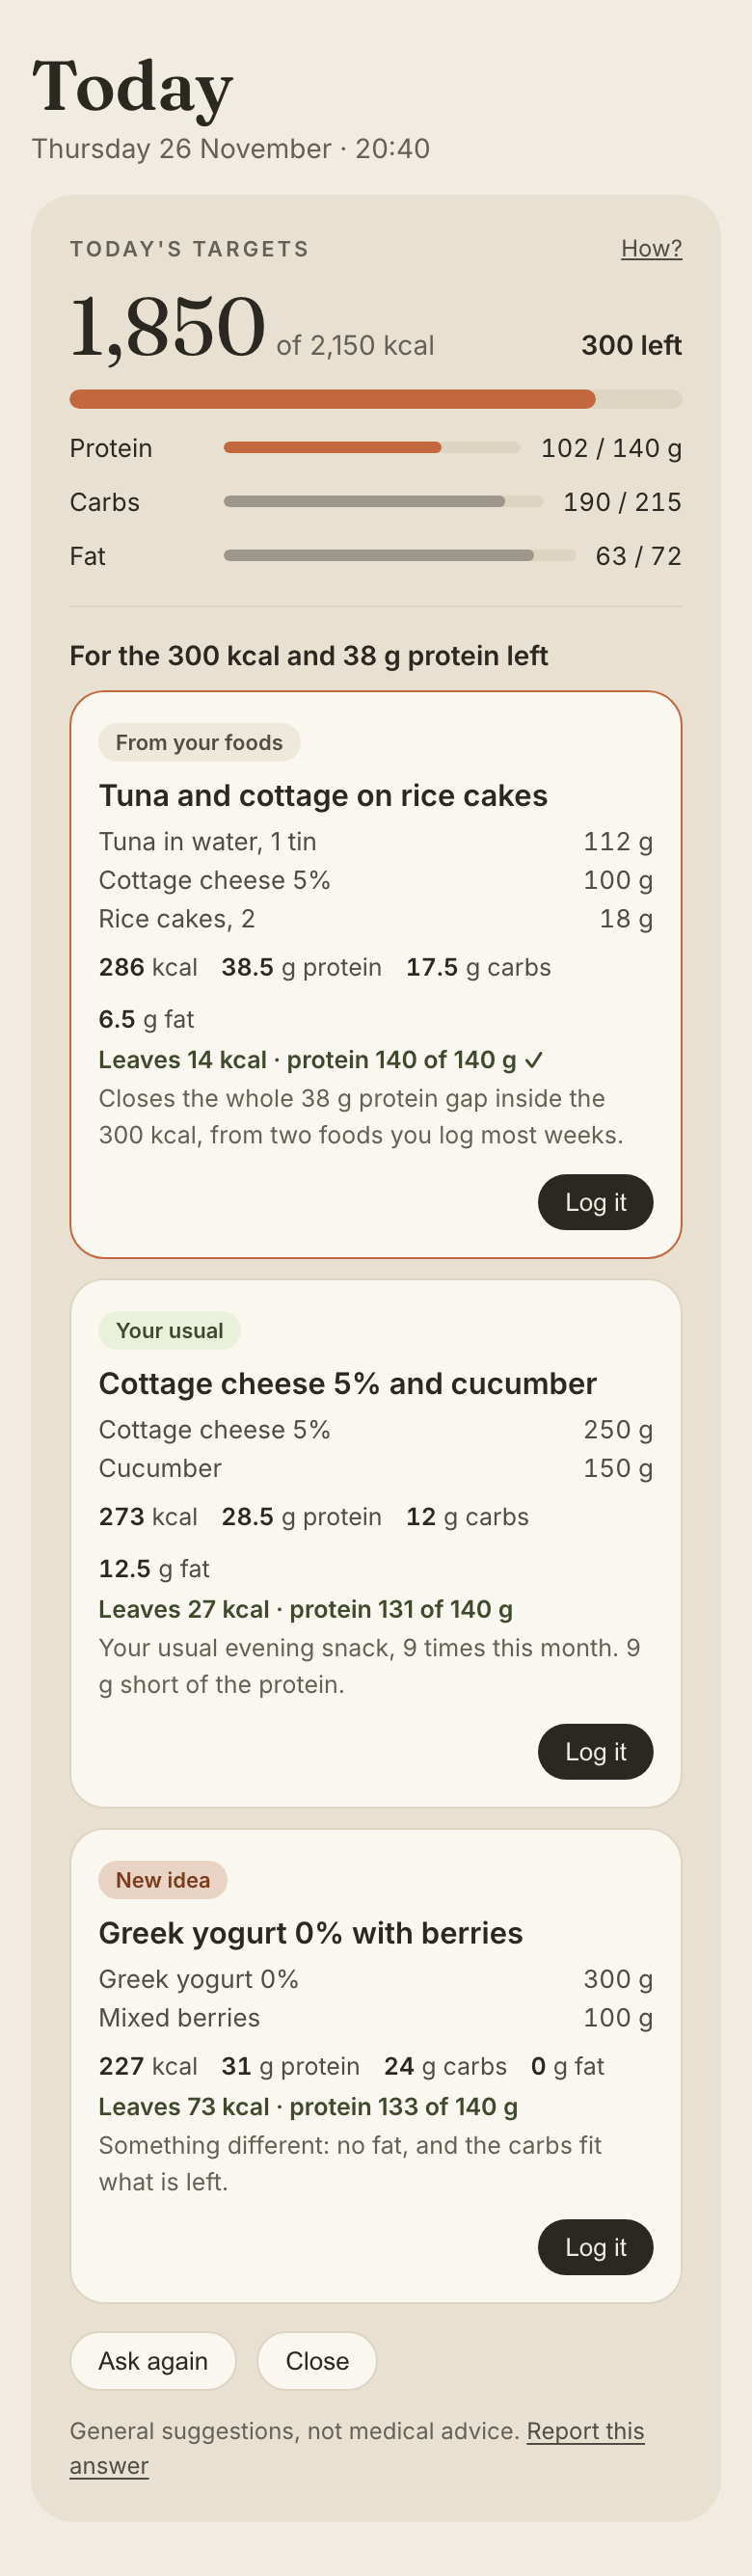 Today
Thursday 26 November · 20:40
TODAY'S TARGETS How?
1,850 of 2,150 kcal 300 left
Protein 102 / 140 g
Carbs 190 / 215
Fat 63 / 72
For the 300 kcal and 38 g protein left
From your foods
Tuna and cottage on rice cakes
Tuna in water, 1 tin 112 g
Cottage cheese 5% 100 g
Rice cakes, 2 18 g
286 kcal 38.5 g protein 17.5 g carbs
6.5 g fat
Leaves 14 kcal · protein 140 of 140 g ✓
Closes the whole 38 g protein gap inside the
300 kcal, from two foods you log most weeks.
Log it
Your usual
Cottage cheese 5% and cucumber
Cottage cheese 5% 250 g
Cucumber 150 g
273 kcal 28.5 g protein 12 g carbs
12.5 g fat
Leaves 27 kcal · protein 131 of 140 g
Your usual evening snack, 9 times this month. 9
g short of the protein.
Log it
New idea
Greek yogurt 0% with berries
Greek yogurt 0% 300 g
Mixed berries 100 g
227 kcal 31 g protein 24 g carbs 0 g fat
Leaves 73 kcal · protein 133 of 140 g
Something different: no fat, and the carbs fit
what is left.
Log it
Ask again Close
General suggestions, not medical advice. Report this
answer